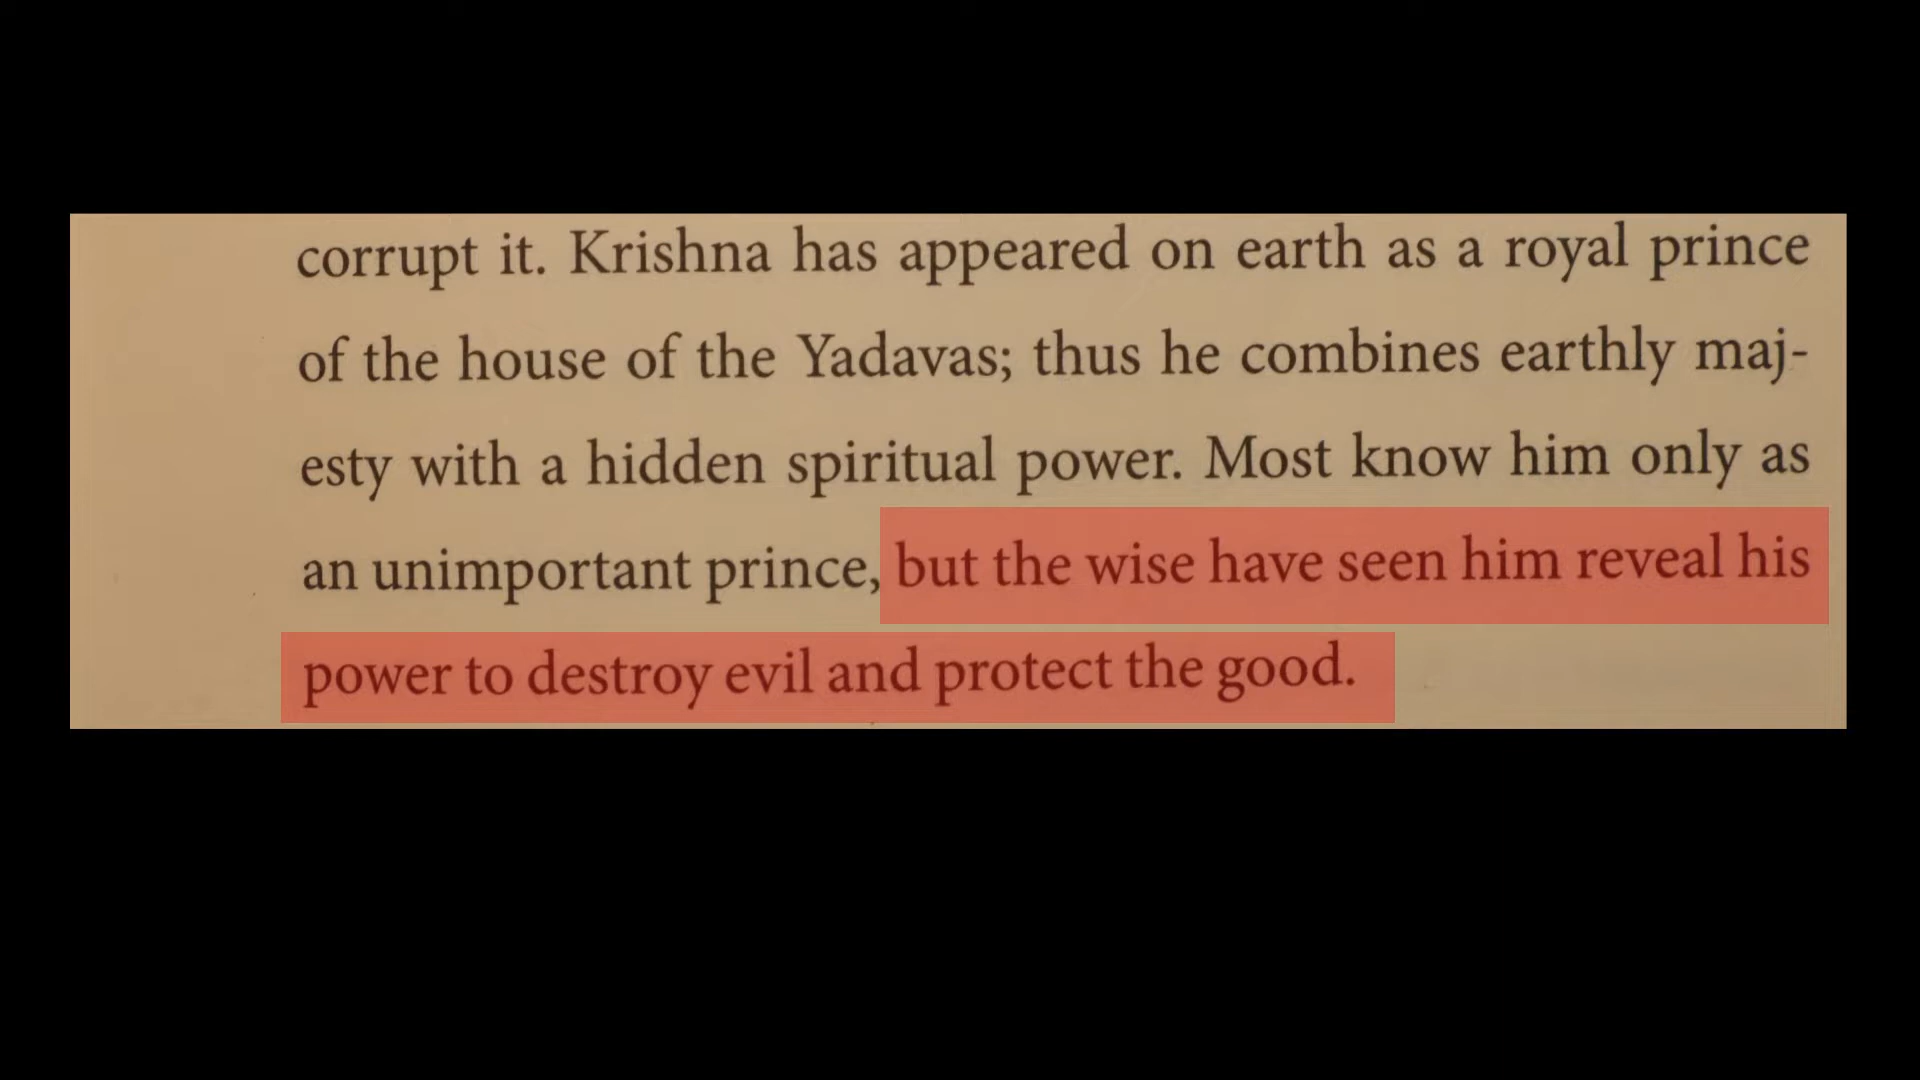 corrupt it. Krishna has appeared on earth as a royal prince
of the house of the Yadavas; thus he combines earthly maj-
esty with a hidden spiritual power. Most know him only as
an unimportant prince, but the wise have seen him reveal his
power to destroy evil and protect the good.